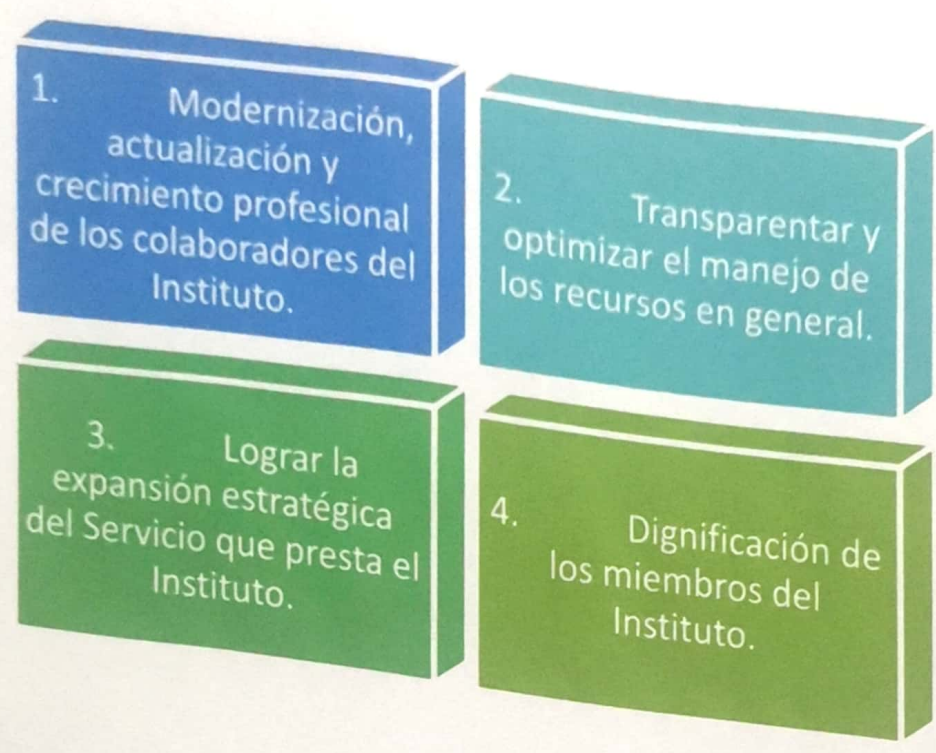 1. Modernización,
actualización y
crecimiento profesional
de los colaboradores del
Instituto.
2. Transparentar y
optimizar el manejo de
los recursos en general.
3. Lograr la
expansión estratégica
del Servicio que presta el
Instituto.
4. Dignificación de
los miembros del
Instituto.